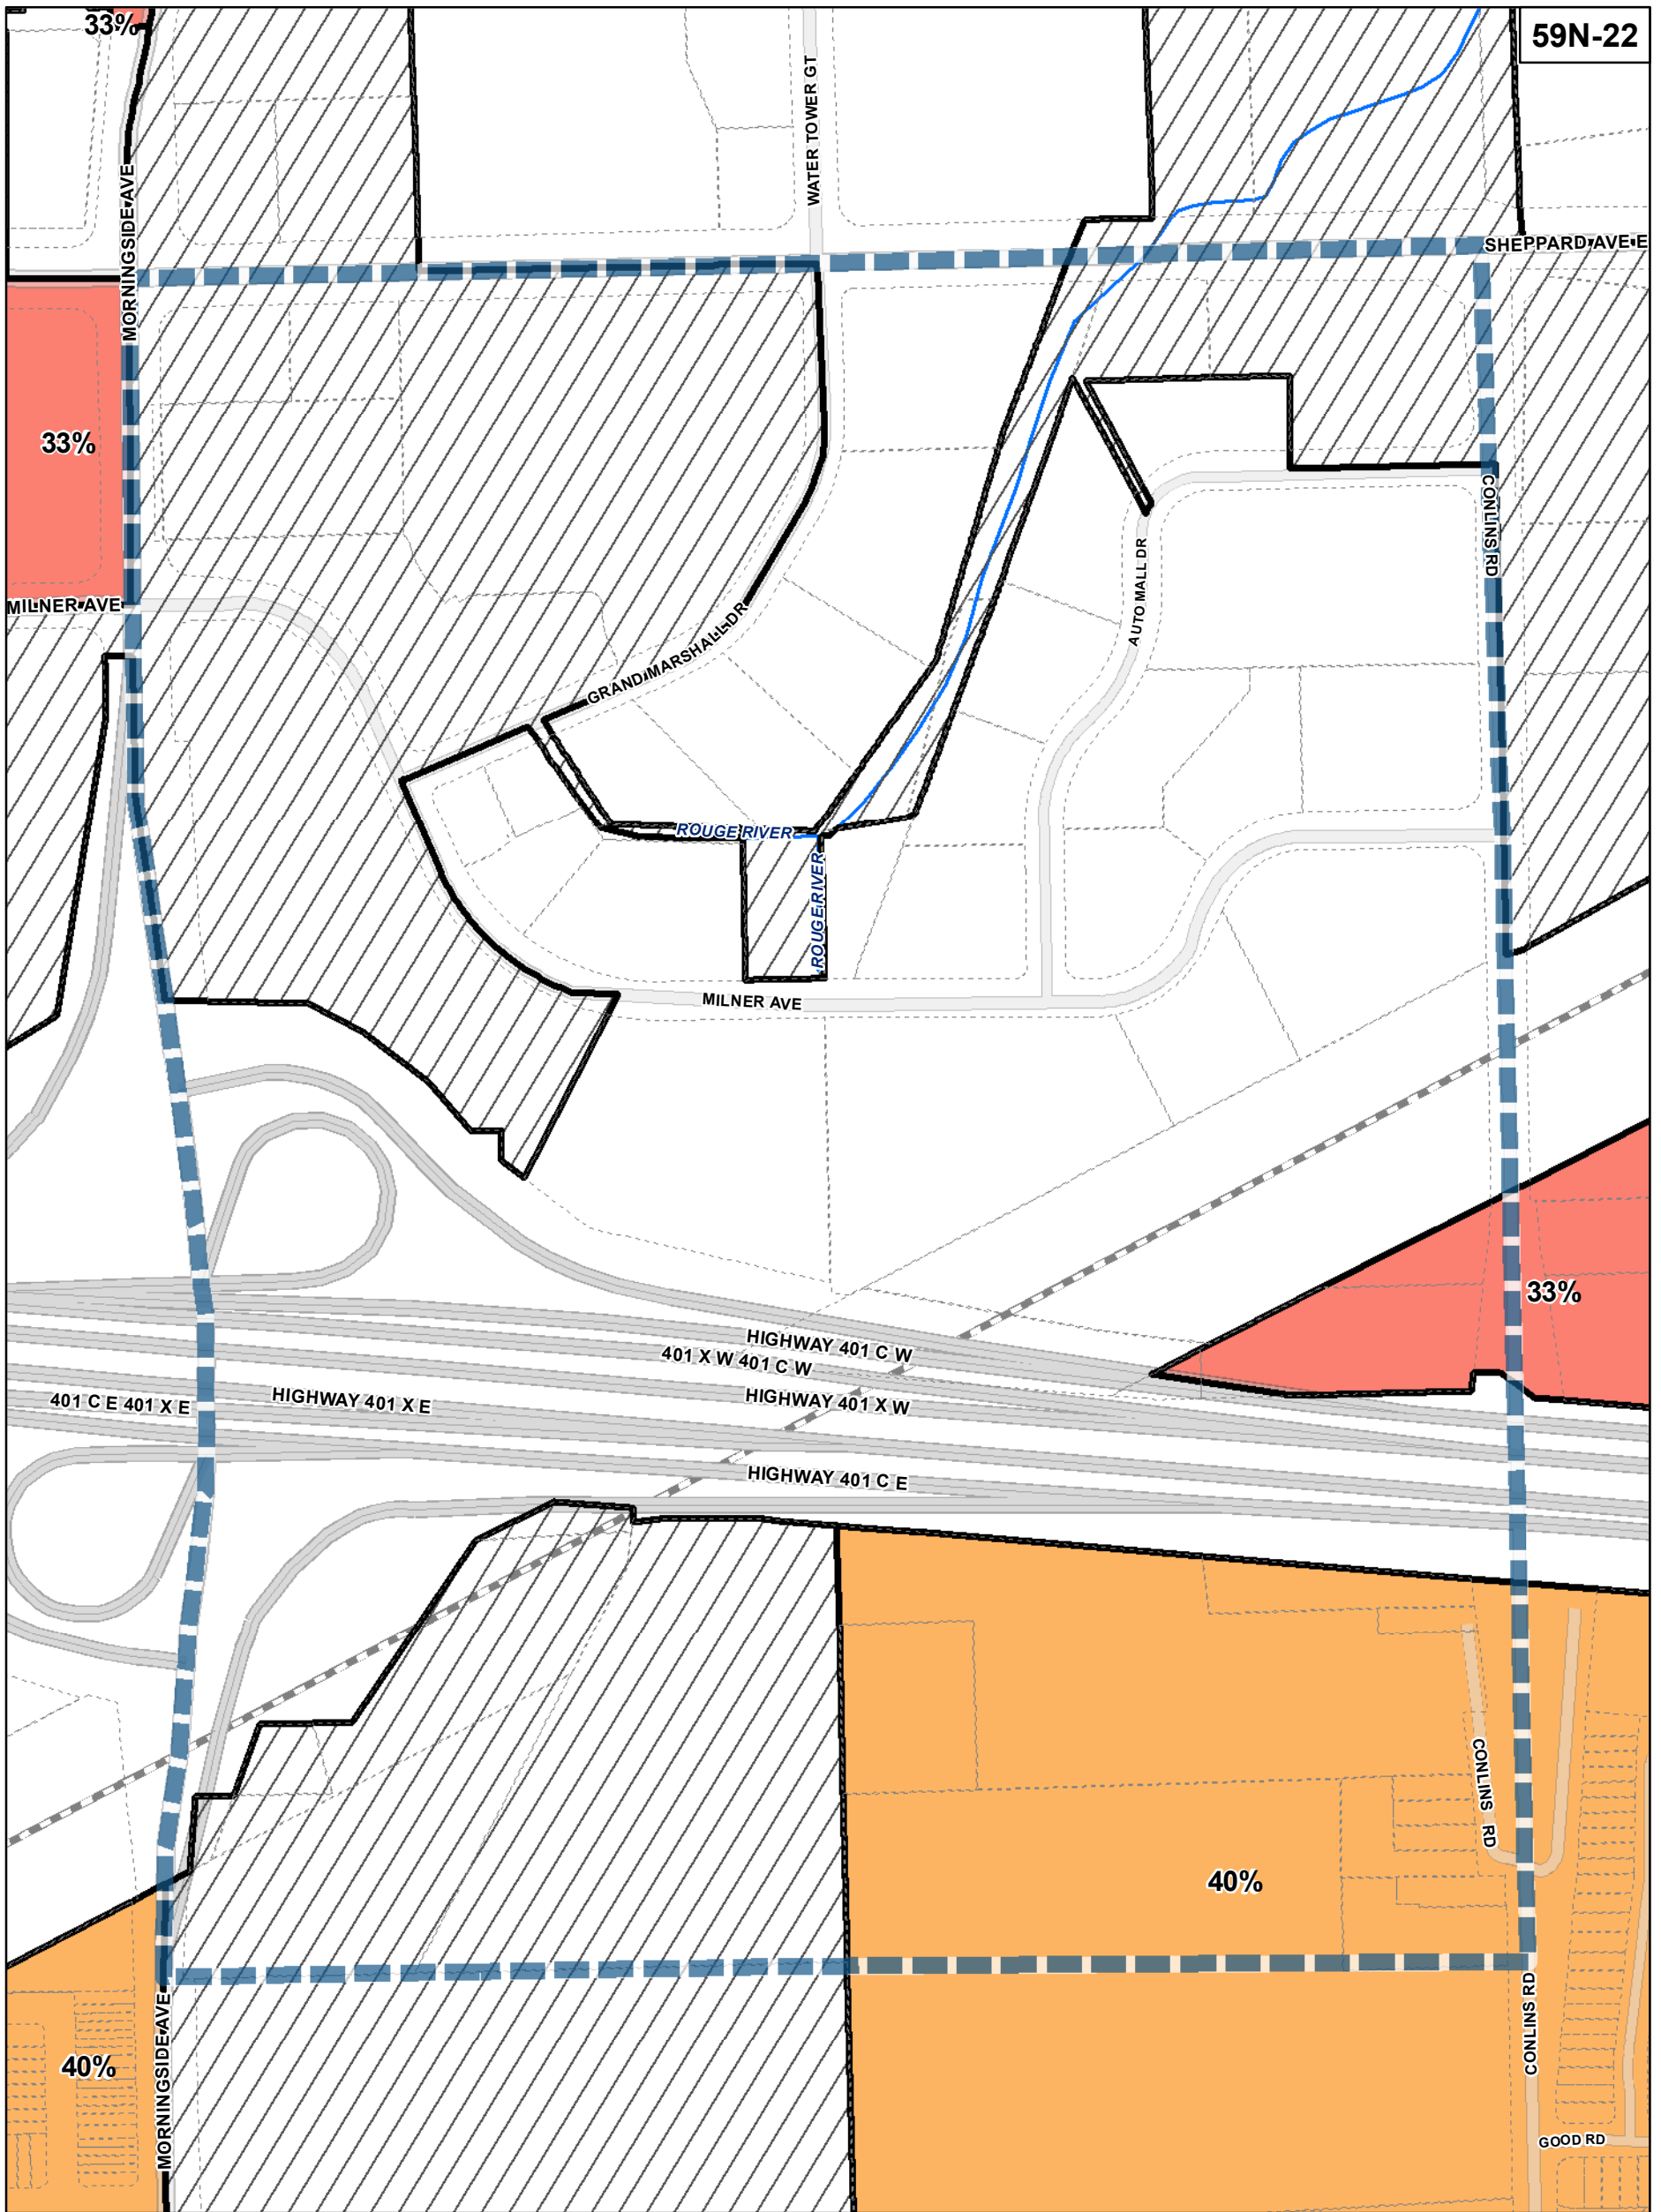 33%
59N-22
WATER TOWER GT
MORNINGSIDE AVE
SHEPPARD AVE E
33%
CONLINS RD
AUTO MALL DR
MILNER AVE
GRAND MARSHALL DR
ROUGE RIVER
ROUGE RIVER
MILNER AVE
33%
HIGHWAY 401 C W
401 X W 401 C W
HIGHWAY 401 X E
HIGHWAY 401 X W
401 C E 401 X E
HIGHWAY 401 C E
CONLINS RD
40%
CONLINS RD
MORNINGSIDE AVE
40%
GOOD RD